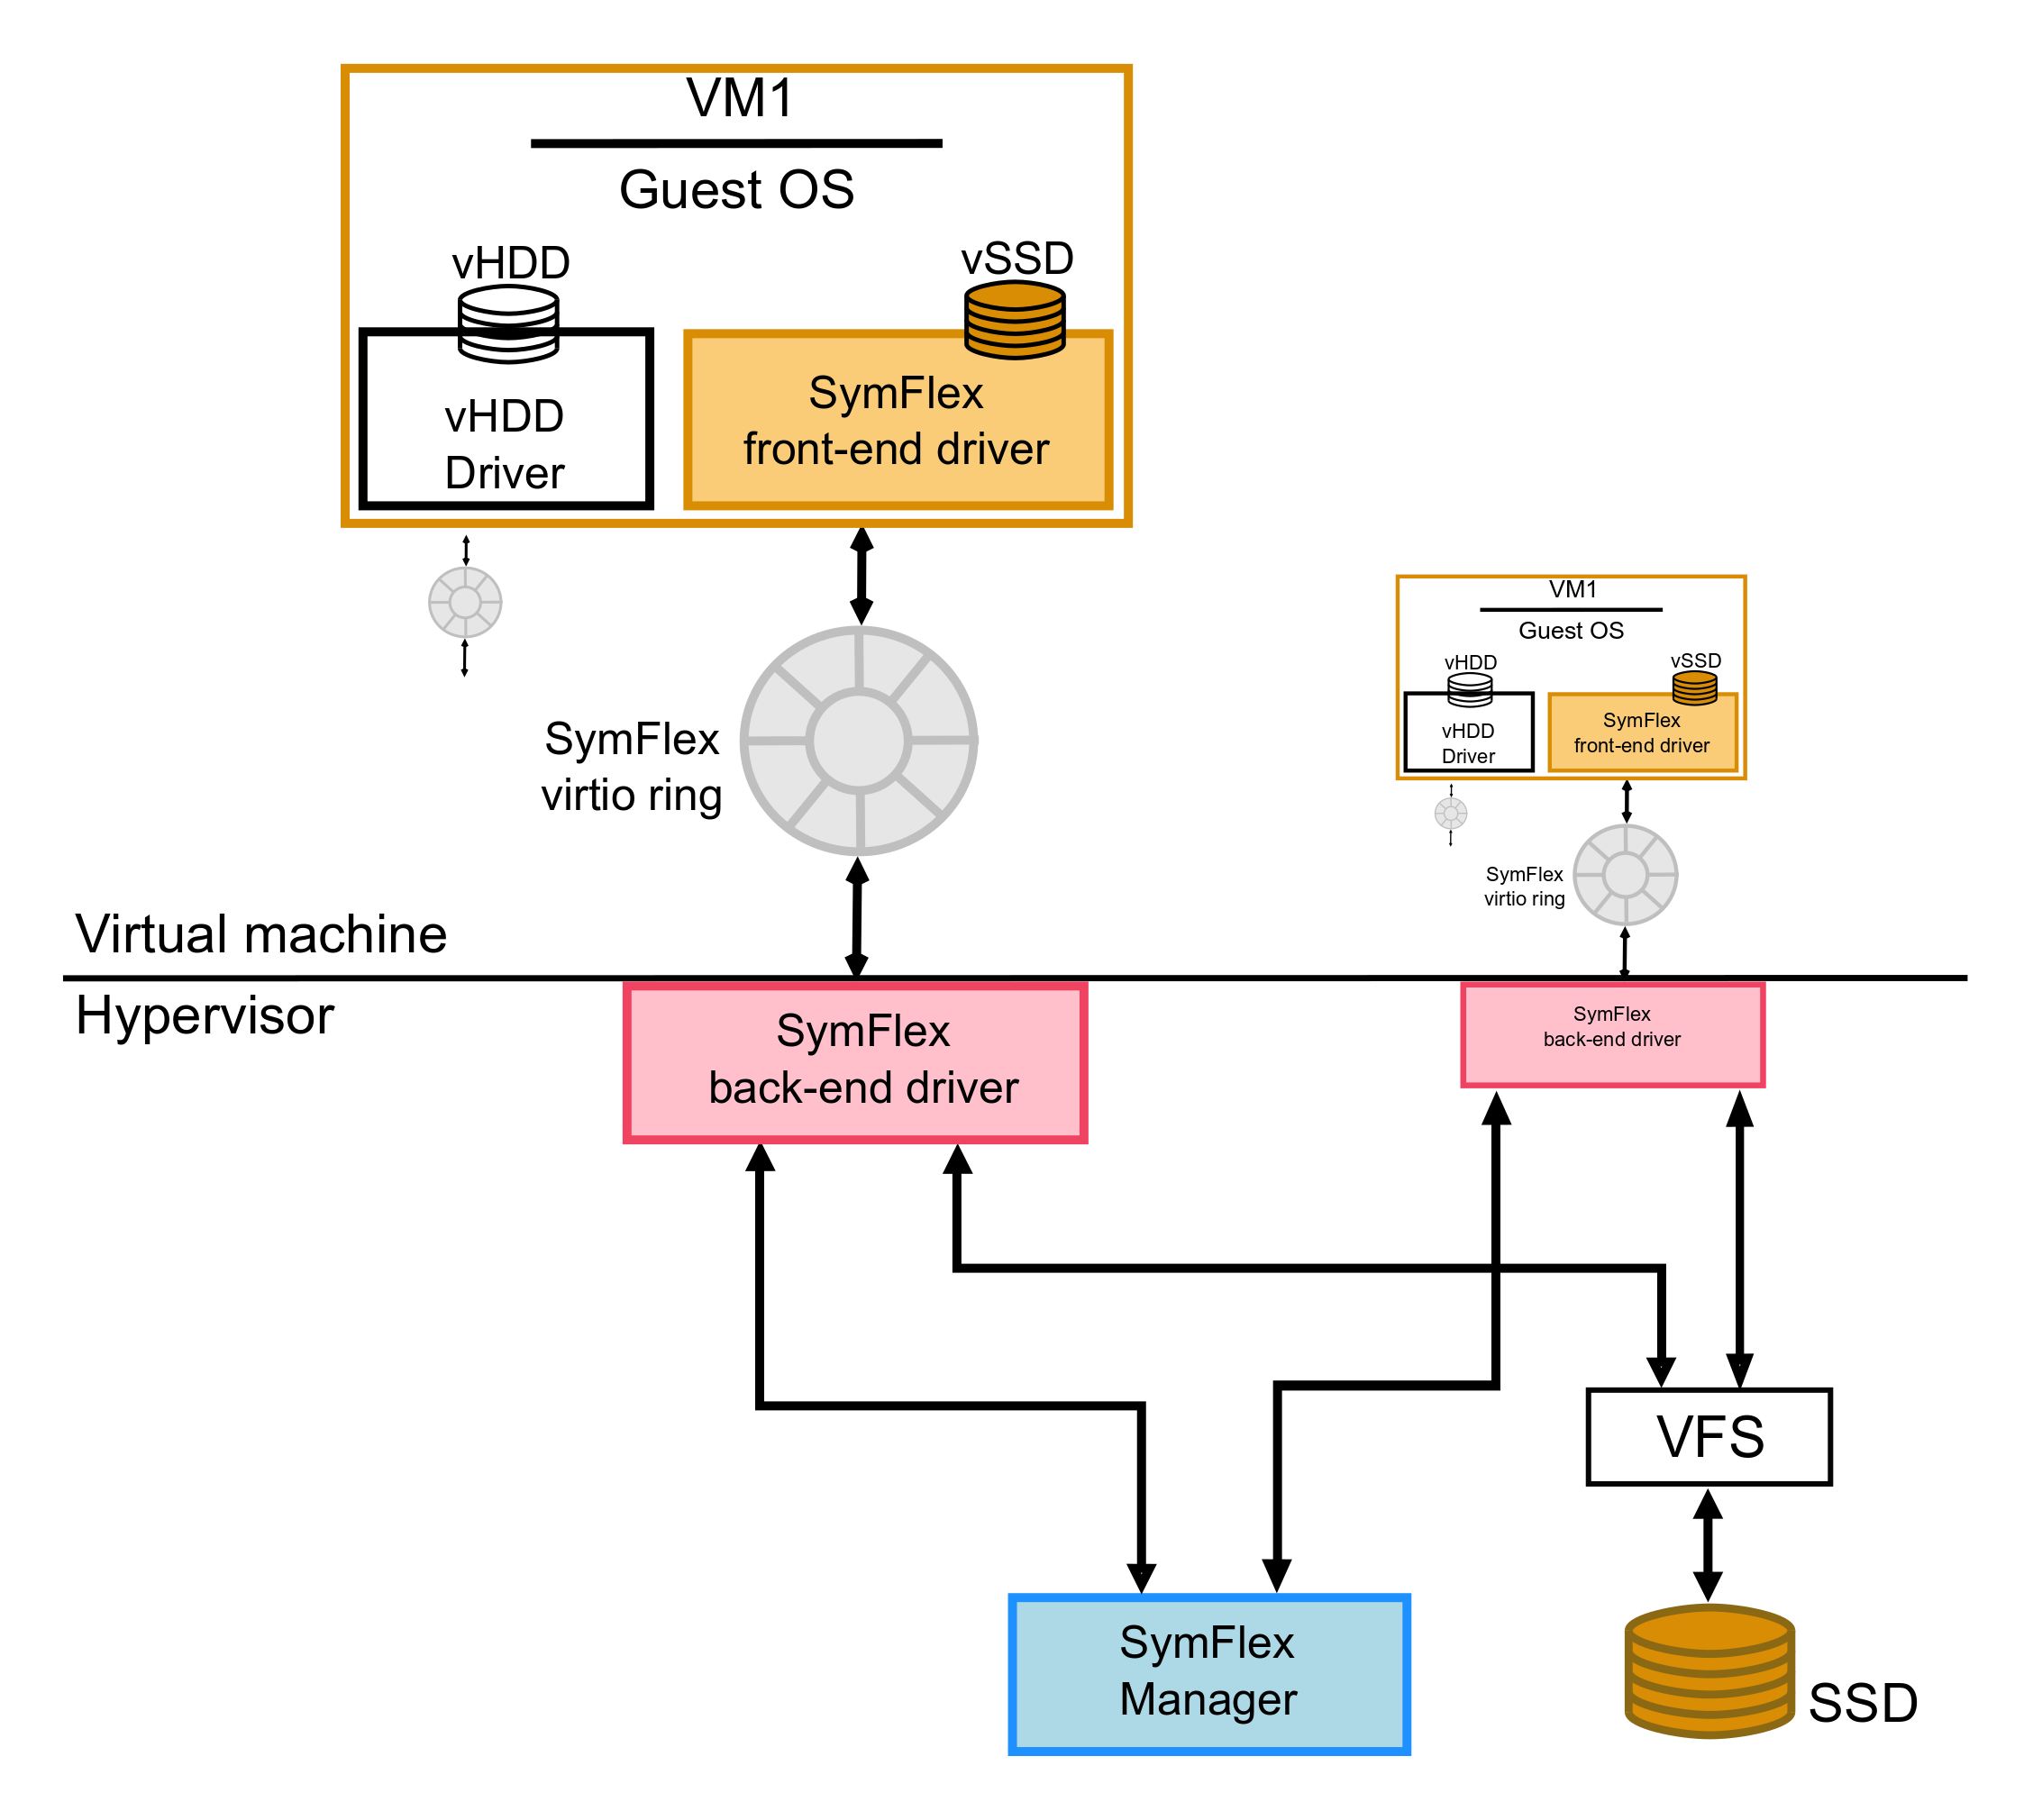 VM1
Guest OS
vHDD
vSSD
vHDD
Driver
SymFlex
front-end driver
SymFlex
virtio ring
VM1
Guest OS
vHDD
vSSD
vHDD
Driver
SymFlex
front-end driver
SymFlex
virtio ring
Virtual machine
Hypervisor
SymFlex
back-end driver
SymFlex
back-end driver
VFS
SymFlex
Manager
SSD